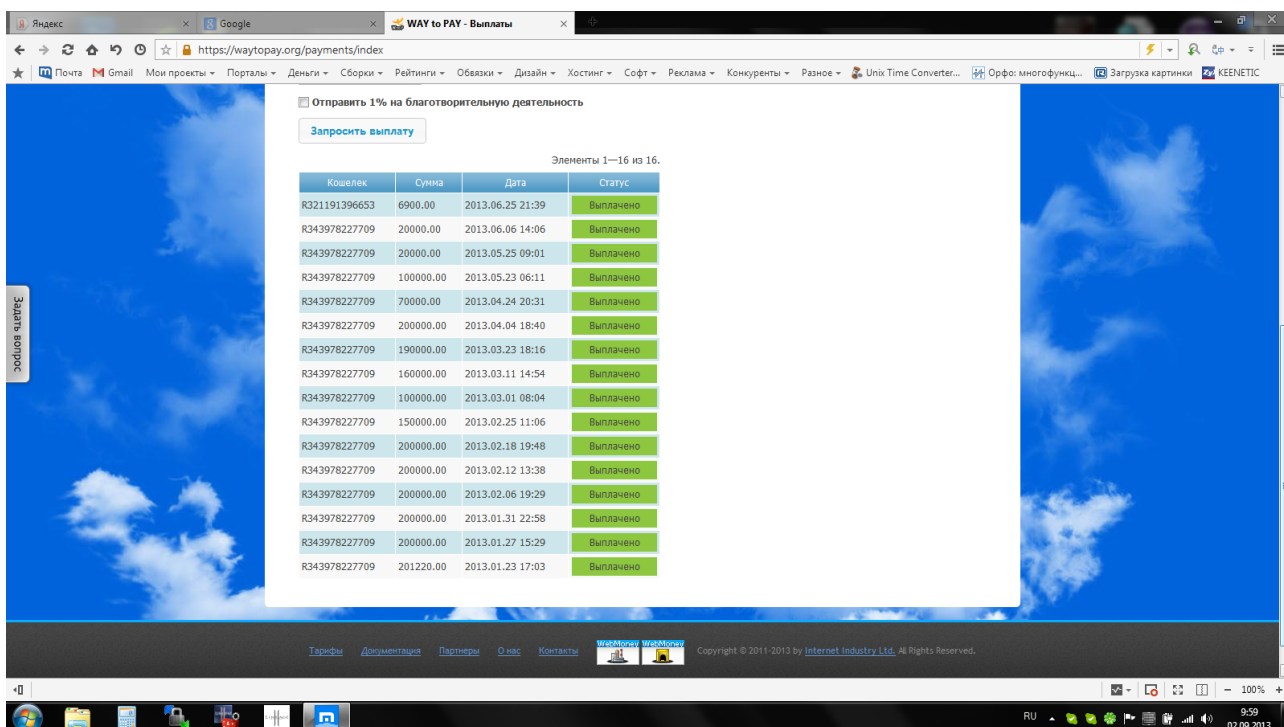 Яндекс Google WAY to PAY - Выплаты
https://waytopay.org/payments/index
Почта Gmail Мои проекты Порталы Деньги Сборки Рейтинги Обвязки Дизайн Хостинг Софт Реклама Конкуренты Разное Unix Time Converter... Орфо: многофункц... Загрузка картинки KEENETIC
Отправить 1% на благотворительную деятельность
Запросить выплату
Элементы 1—16 из 16.
Кошелек Сумма Дата Статус
R321191396653 6900.00 2013.06.25 21:39 Выплачено
R343978227709 20000.00 2013.06.06 14:06 Выплачено
R343978227709 20000.00 2013.05.25 09:01 Выплачено
R343978227709 100000.00 2013.05.23 06:11 Выплачено
R343978227709 70000.00 2013.04.24 20:31 Выплачено
R343978227709 200000.00 2013.04.04 18:40 Выплачено
R343978227709 190000.00 2013.03.23 18:16 Выплачено
R343978227709 160000.00 2013.03.11 14:54 Выплачено
R343978227709 100000.00 2013.03.01 08:04 Выплачено
R343978227709 150000.00 2013.02.25 11:06 Выплачено
R343978227709 200000.00 2013.02.18 19:48 Выплачено
R343978227709 200000.00 2013.02.12 13:38 Выплачено
R343978227709 200000.00 2013.02.06 19:29 Выплачено
R343978227709 200000.00 2013.01.31 22:58 Выплачено
R343978227709 200000.00 2013.01.27 15:29 Выплачено
R343978227709 201220.00 2013.01.23 17:03 Выплачено
Задать вопрос
Тарифы Документация Партнеры О нас Контакты WebMoney WebMoney Copyright © 2011-2013 by Internet Industry Ltd. All Rights Reserved.
100%
RU 9:59
02.09.2013